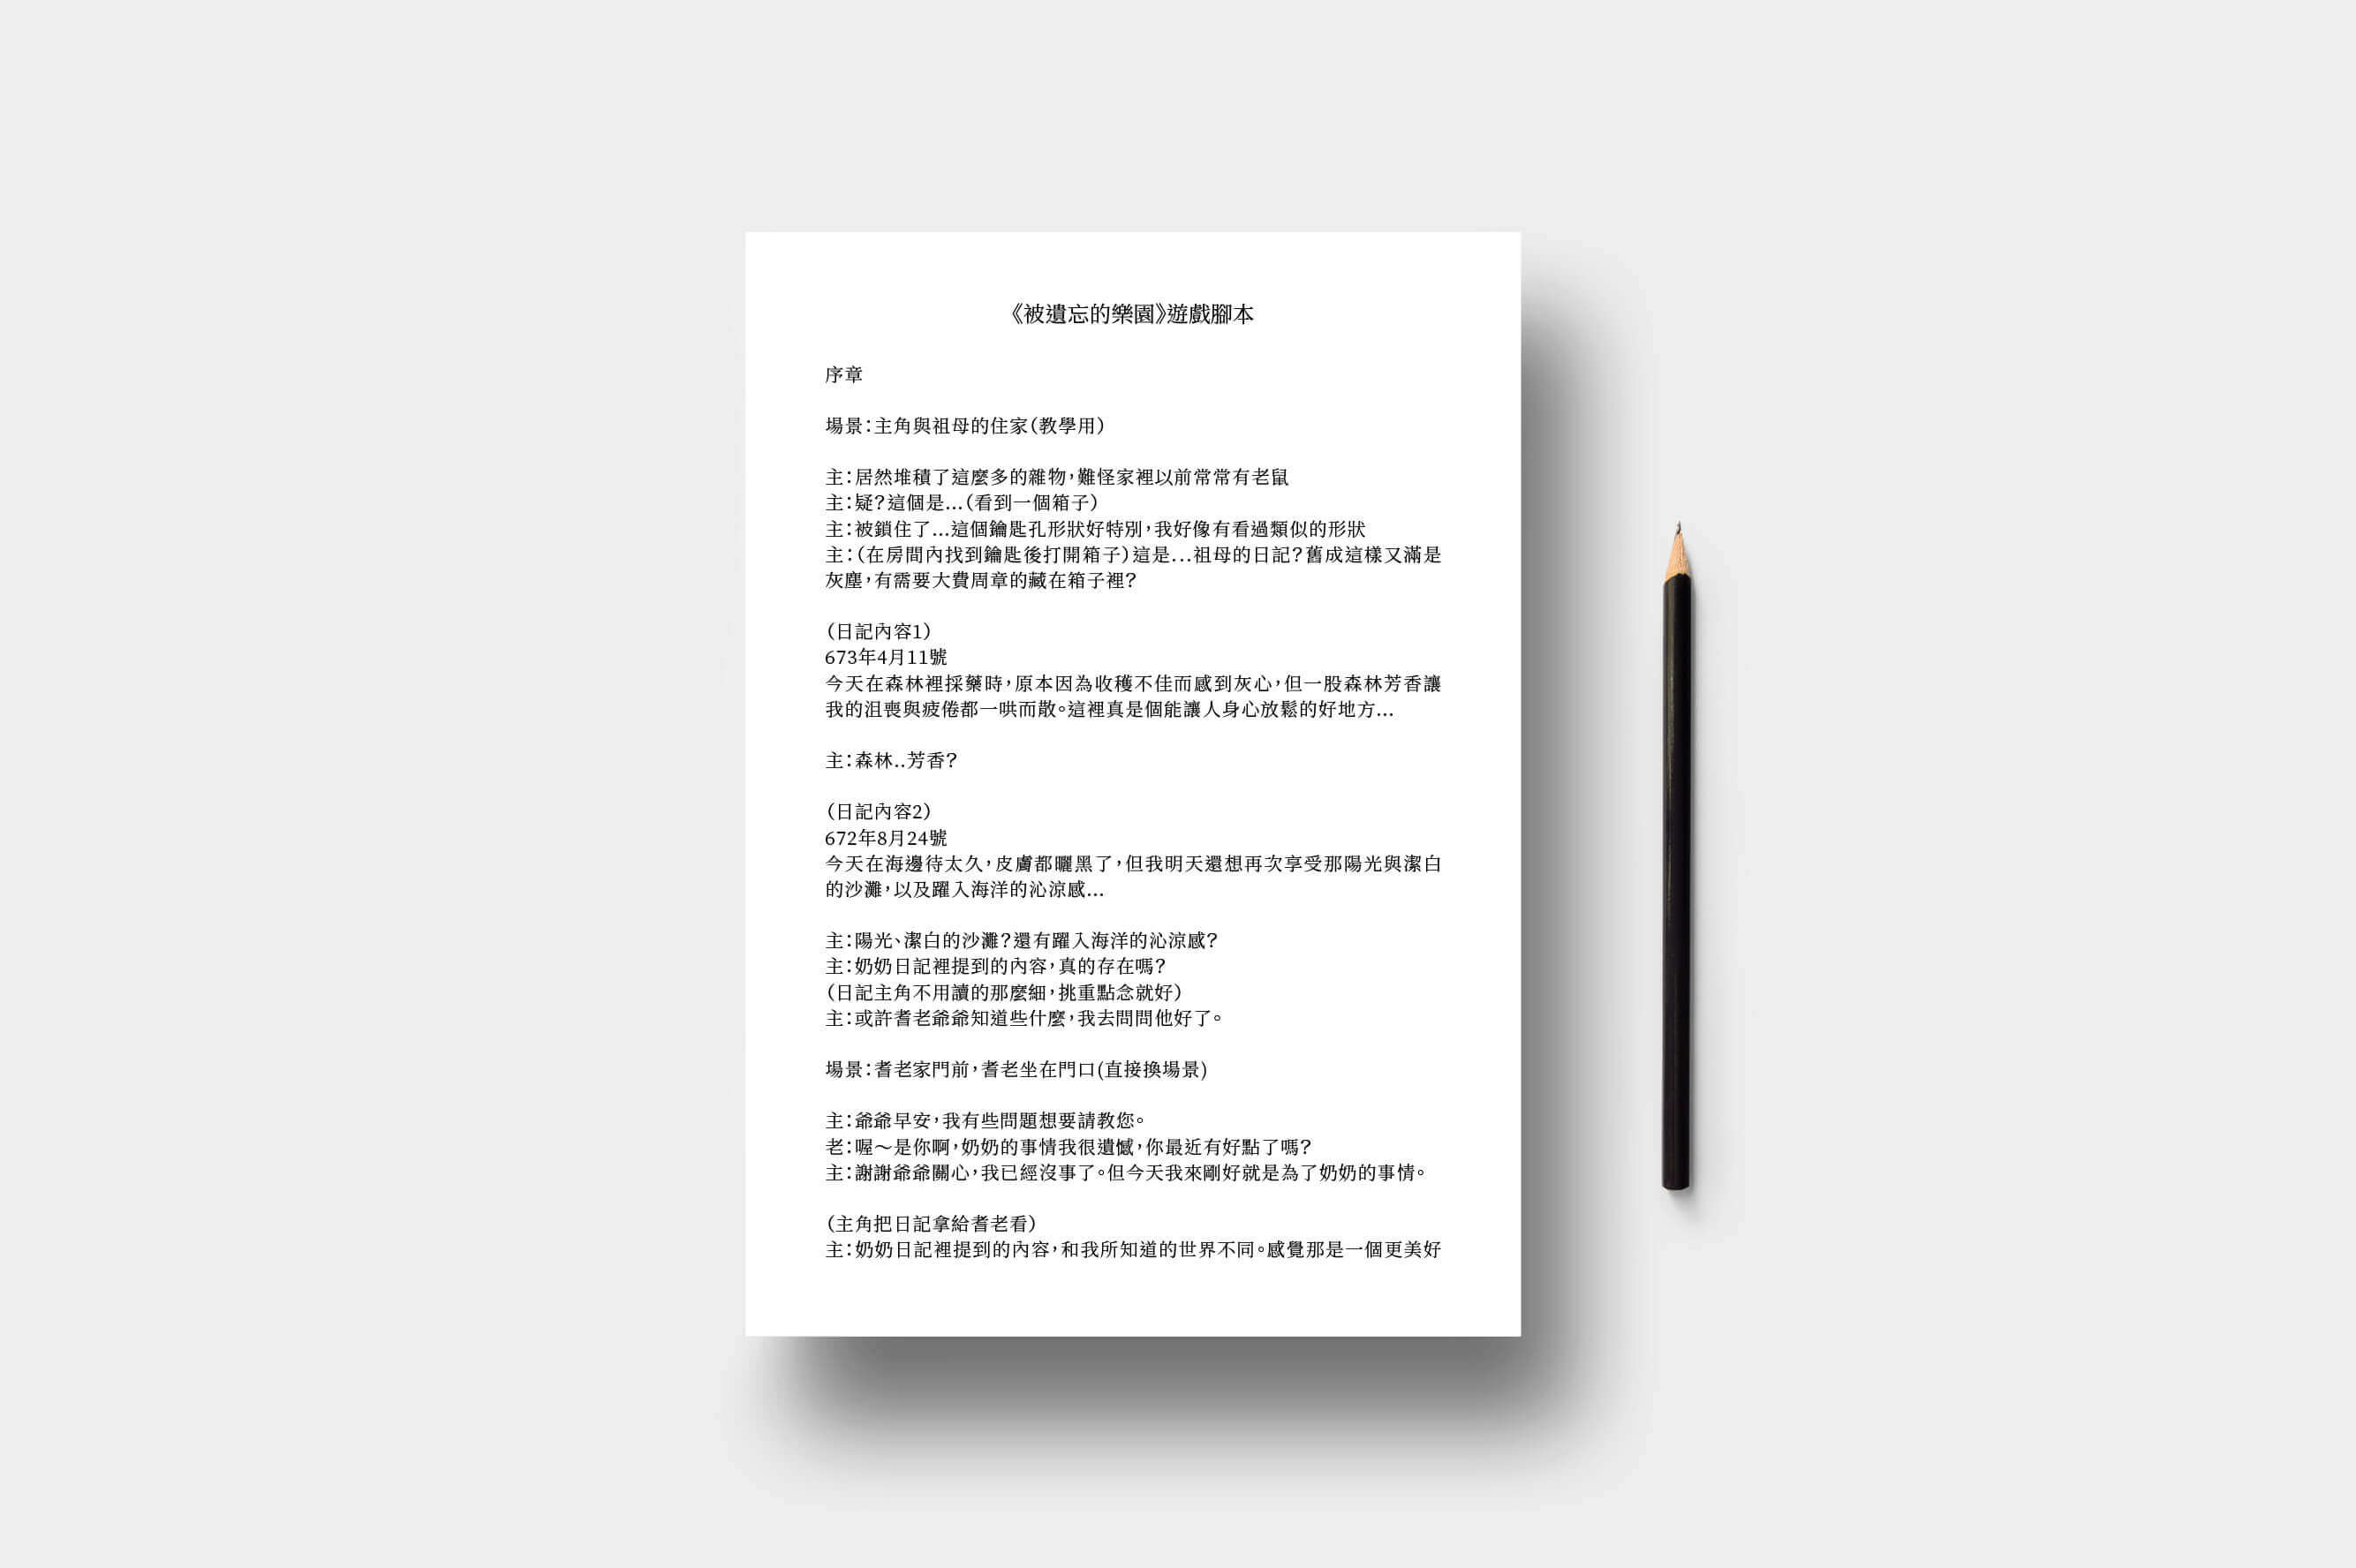 《被遺忘的樂園》遊戲腳本
序章
場景：主角與祖母的住家（教學用）
主：居然堆積了這麼多的雜物，難怪家裡以前常常有老鼠
主：疑？這個是...（看到一個箱子）
主：被鎖住了...這個鑰匙孔形狀好特別，我好像有看過類似的形狀
主：（在房間內找到鑰匙後打開箱子）這是...祖母的日記？舊成這樣又滿是
灰塵，有需要大費周章的藏在箱子裡？
（日記內容1）
673年4月11號
今天在森林裡採藥時，原本因為收穫不佳而感到灰心，但一股森林芳香讓
我的沮喪與疲倦都一哄而散。這裡真是個能讓人身心放鬆的好地方...
主：森林..芳香？
（日記內容2）
672年8月24號
今天在海邊待太久，皮膚都曬黑了，但我明天還想再次享受那陽光與潔白
的沙灘，以及躍入海洋的沁涼感...
主：陽光、潔白的沙灘？還有躍入海洋的沁涼感？
主：奶奶日記裡提到的內容，真的存在嗎？
（日記主角不用讀的那麼細，挑重點念就好）
主：或許耆老爺爺知道些什麼，我去問問他好了。
場景：耆老家門前，耆老坐在門口(直接換場景)
主：爺爺早安，我有些問題想要請教您。
老：喔～是你啊，奶奶的事情我很遺憾，你最近有好點了嗎？
主：謝謝爺爺關心，我已經沒事了。但今天我來剛好就是為了奶奶的事情。
（主角把日記拿給耆老看）
主：奶奶日記裡提到的內容，和我所知道的世界不同。感覺那是一個更美好